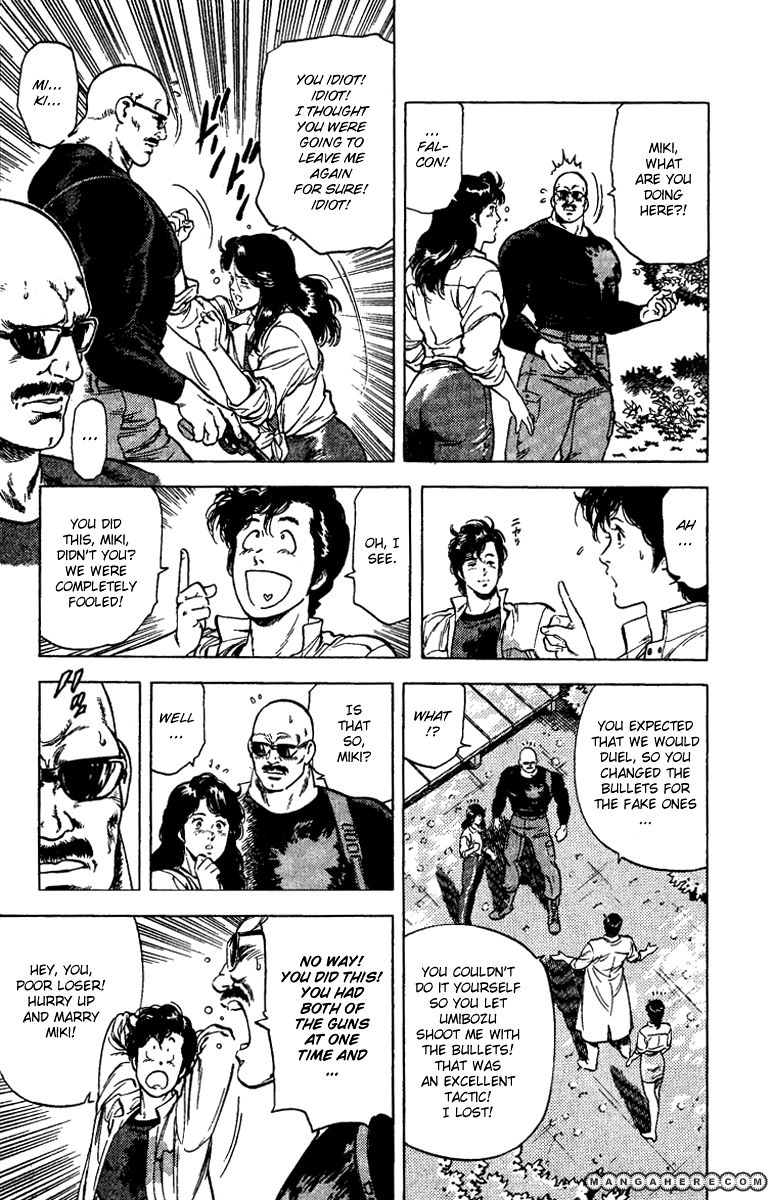 MIKI,
WHAT
ARE YOU
DOING
HERE?!
...
FAL-
CON!
YOU IDIOT!
IDIOT!
I THOUGHT
YOU WERE
GOING TO
LEAVE ME
AGAIN
FOR SURE!
IDIOT!
MI...
KI...
...
AH
...
ニヤッ
OH, I
SEE.
YOU DID
THIS, MIKI,
DIDN'T YOU?
WE WERE
COMPLETELY
FOOLED!
YOU EXPECTED
THAT WE WOULD
DUEL, SO YOU
CHANGED THE
BULLETS FOR
THE FAKE ONES
...
WHAT
!?
YOU COULDN'T
DO IT YOURSELF
SO YOU LET
UMIBOZU
SHOOT ME WITH
THE BULLETS!
THAT WAS
AN EXCELLENT
TACTIC!
I LOST!
IS
THAT
SO,
MIKI?
WELL
...
NO WAY!
YOU DID THIS!
YOU HAD
BOTH OF
THE GUNS
AT ONE
TIME AND
...
HEY, YOU,
POOR LOSER!
HURRY UP
AND MARRY
MIKI!
MANGAHERE.COM